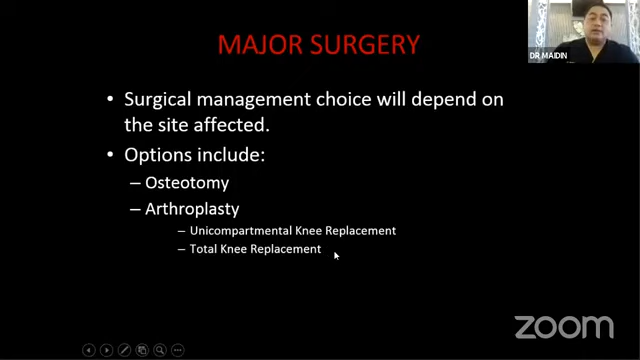 MAJOR SURGERY
DR MAIDIN
• Surgical management choice will depend on
the site affected.
• Options include:
– Osteotomy
– Arthroplasty
– Unicompartmental Knee Replacement
– Total Knee Replacement
zoom